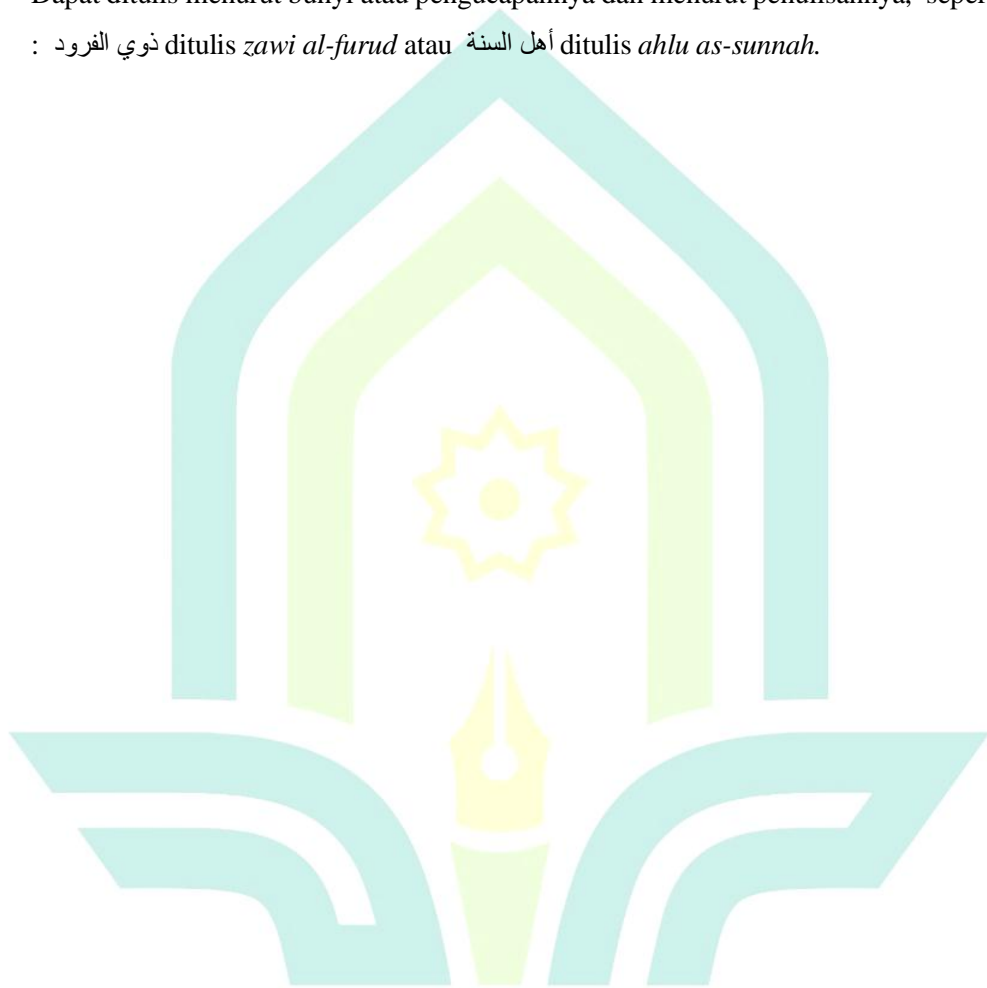 Dapat ditulis menurut bunyi atau pengucapannya dan menurut penulisannya, seper
: ذوي الفرود ditulis zawi al-furud atau أهل السنة ditulis ahlu as-sunnah.